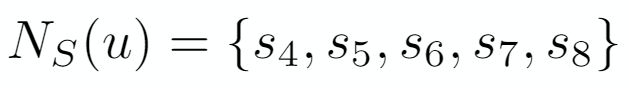 N_S(u) = {s_4, s_5, s_6, s_7, s_8}